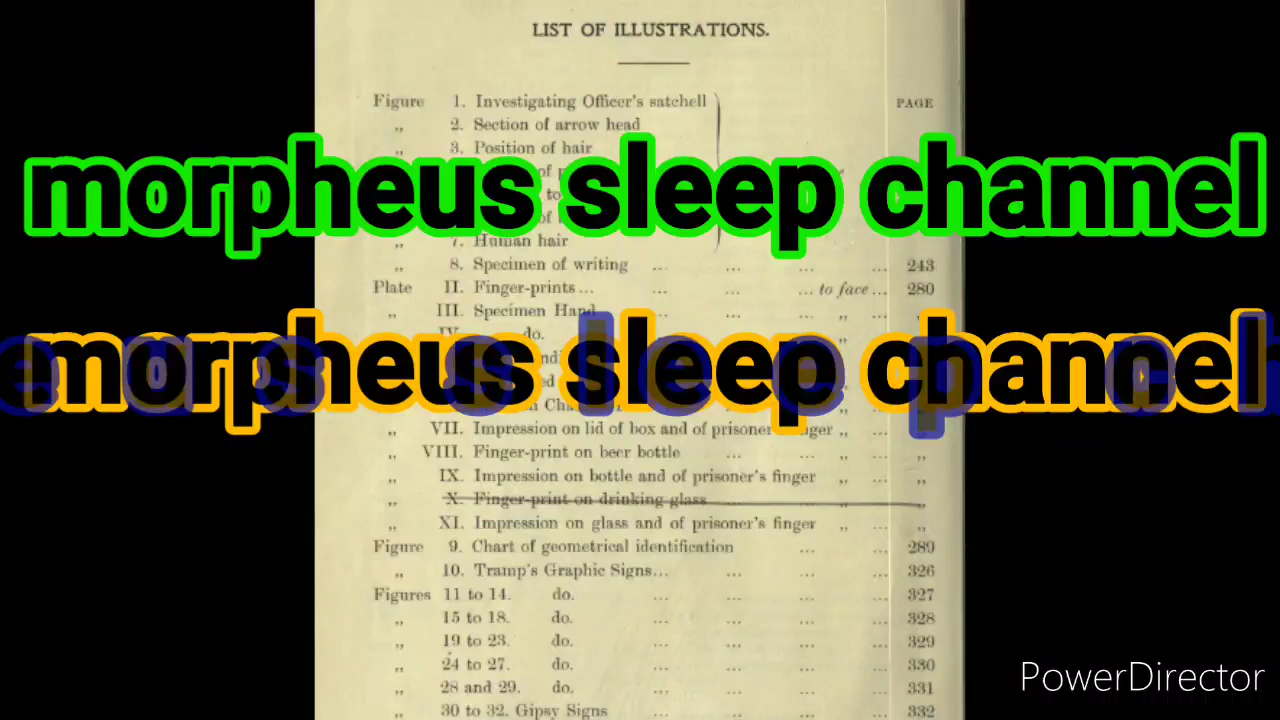 LIST OF ILLUSTRATIONS.
PAGE
Figure 1. Investigating Officer's satchell
„ 2. Section of arrow head
„ 3. Position of hair
morpheus sleep channel
„ 7. Human hair
„ 8. Specimen of writing ... ... ... ... 243
Plate II. Finger-prints ... ... ... to face ... 280
„ III. Specimen Hand
do.
morpheus sleep channel
„ VII. Impression on lid of box and of prisoner „ ... „
„ VIII. Finger-print on beer bottle ... ... „ ... „
„ IX. Impression on bottle and of prisoner's finger „ ... „
„ X. Finger-print on drinking glass ... „ ... „
„ XI. Impression on glass and of prisoner's finger „ ... „
Figure 9. Chart of geometrical identification ... ... 289
„ 10. Tramp's Graphic Signs... ... ... ... 326
Figures 11 to 14. do. ... ... ... ... 327
„ 15 to 18. do. ... ... ... ... 328
„ 19 to 23. do. ... ... ... ... 329
„ 24 to 27. do. ... ... ... ... 330
„ 28 and 29. do. ... ... ... ... 331
„ 30 to 32. Gipsy Signs ... ... ... ... 332
PowerDirector